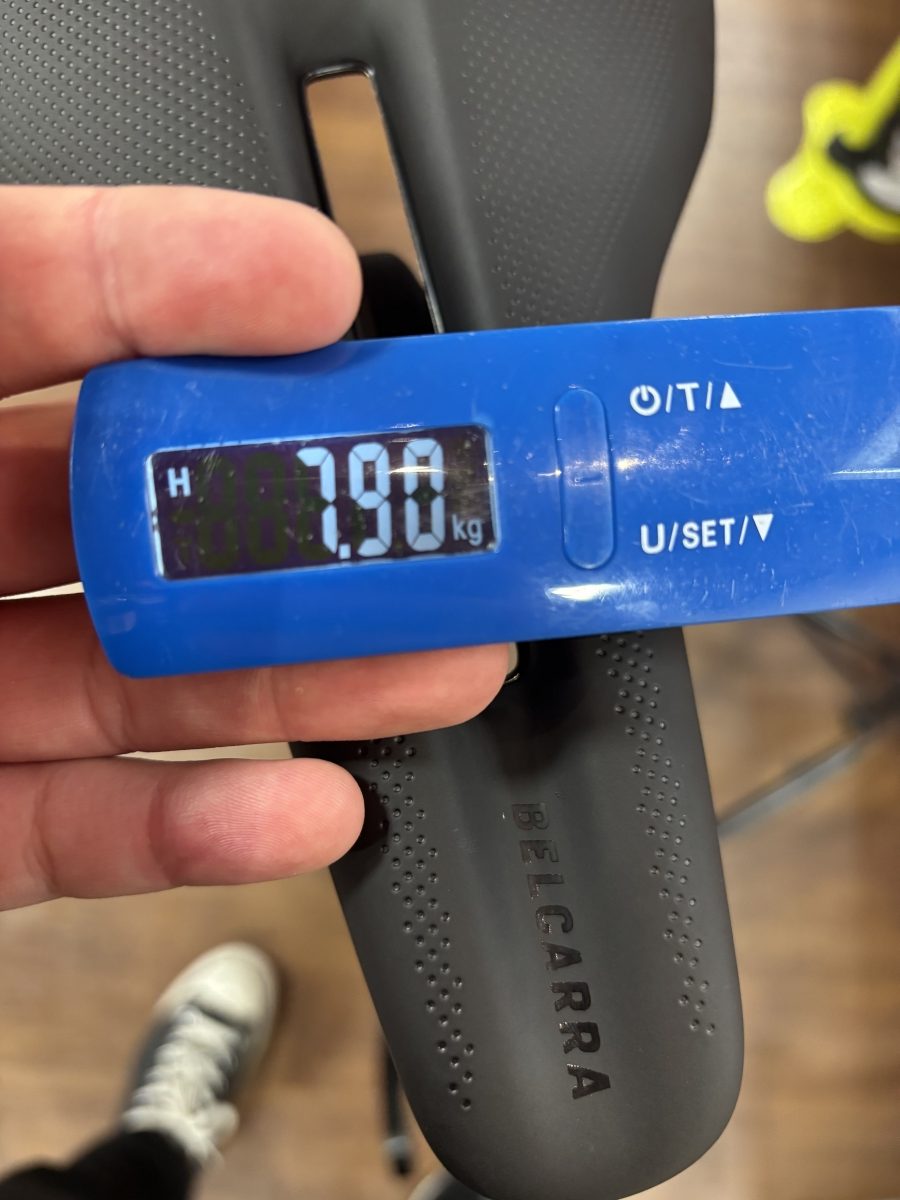 ⏻/T/▲
H 7.90 kg
U/SET/▼
BELCARRA